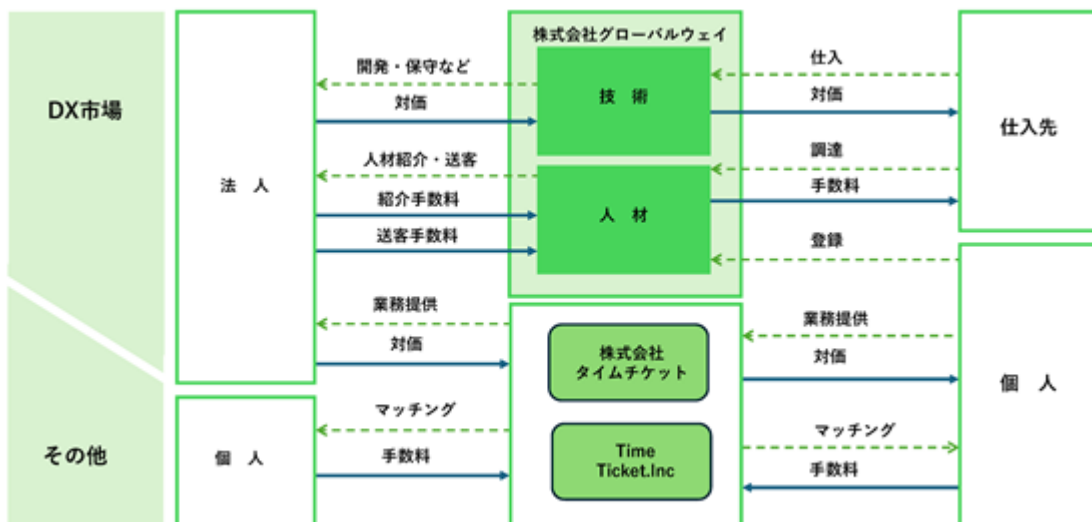 株式会社グローバルウェイ
DX市場
法　人
開発・保守など
対価
技　術
仕入
対価
仕入先
人材紹介・送客
紹介手数料
送客手数料
人　材
調達
手数料
登録
業務提供
対価
株式会社
タイムチケット
業務提供
対価
個　人
その他
個　人
マッチング
手数料
Time
Ticket.Inc
マッチング
手数料